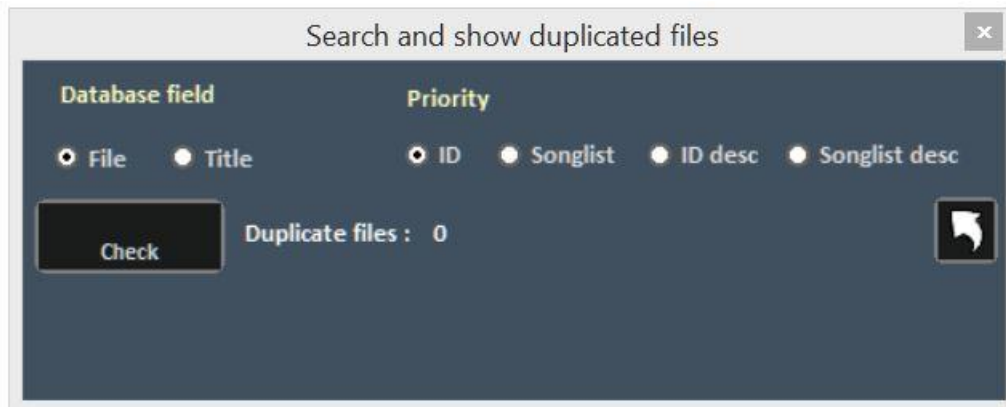 Search and show duplicated files
Database field
Priority
File Title
ID Songlist ID desc Songlist desc
Check
Duplicate files : 0